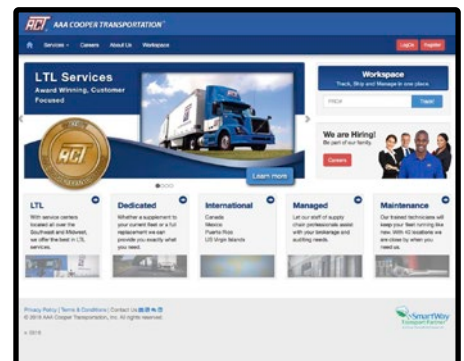 ACT AAA COOPER TRANSPORTATION
Services Careers About Us Workspace
LogOn Register
LTL Services
Award Winning, Customer
Focused
ACT
Learn more
Workspace
Track, Ship and Manage in one place.
PRO#
Track!
We are Hiring!
Be part of our family.
Careers
LTL
With service centers
located all over the
Southeast and Midwest,
we offer the best in LTL
services.
Dedicated
Whether a supplement to
your current fleet or a full
replacement we can
provide you exactly what
you need.
International
Canada
Mexico
Puerto Rico
US Virgin Islands
Managed
Let our staff of supply
chain professionals assist
with your brokerage and
auditing needs.
Maintenance
Our trained technicians will
keep your fleet running like
new. With 42 locations we
are close by when you
need us.
Privacy Policy | Terms & Conditions | Contact Us
© 2019 AAA Cooper Transportation, Inc. All rights reserved.
SmartWay
Transport Partner